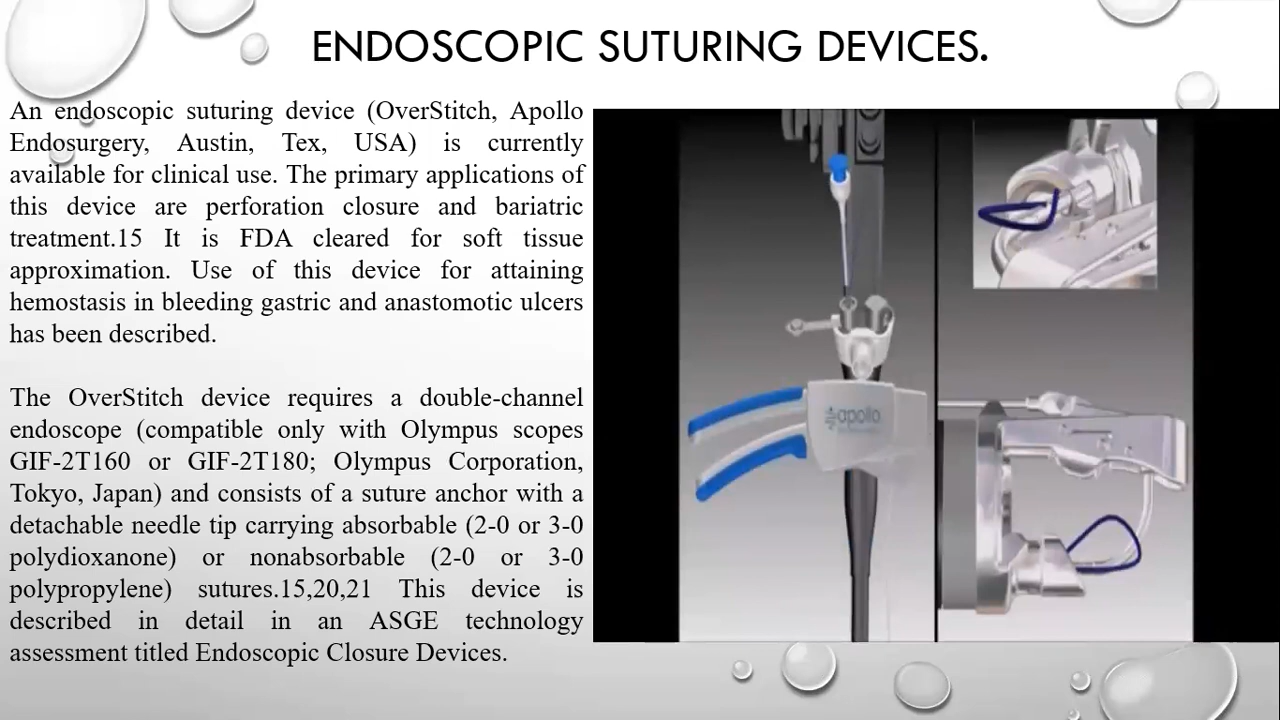 ENDOSCOPIC SUTURING DEVICES.
An endoscopic suturing device (OverStitch, Apollo
Endosurgery, Austin, Tex, USA) is currently
available for clinical use. The primary applications of
this device are perforation closure and bariatric
treatment.15 It is FDA cleared for soft tissue
approximation. Use of this device for attaining
hemostasis in bleeding gastric and anastomotic ulcers
has been described.
The OverStitch device requires a double-channel
endoscope (compatible only with Olympus scopes
GIF-2T160 or GIF-2T180; Olympus Corporation,
Tokyo, Japan) and consists of a suture anchor with a
detachable needle tip carrying absorbable (2-0 or 3-0
polydioxanone) or nonabsorbable (2-0 or 3-0
polypropylene) sutures.15,20,21 This device is
described in detail in an ASGE technology
assessment titled Endoscopic Closure Devices.
apollo